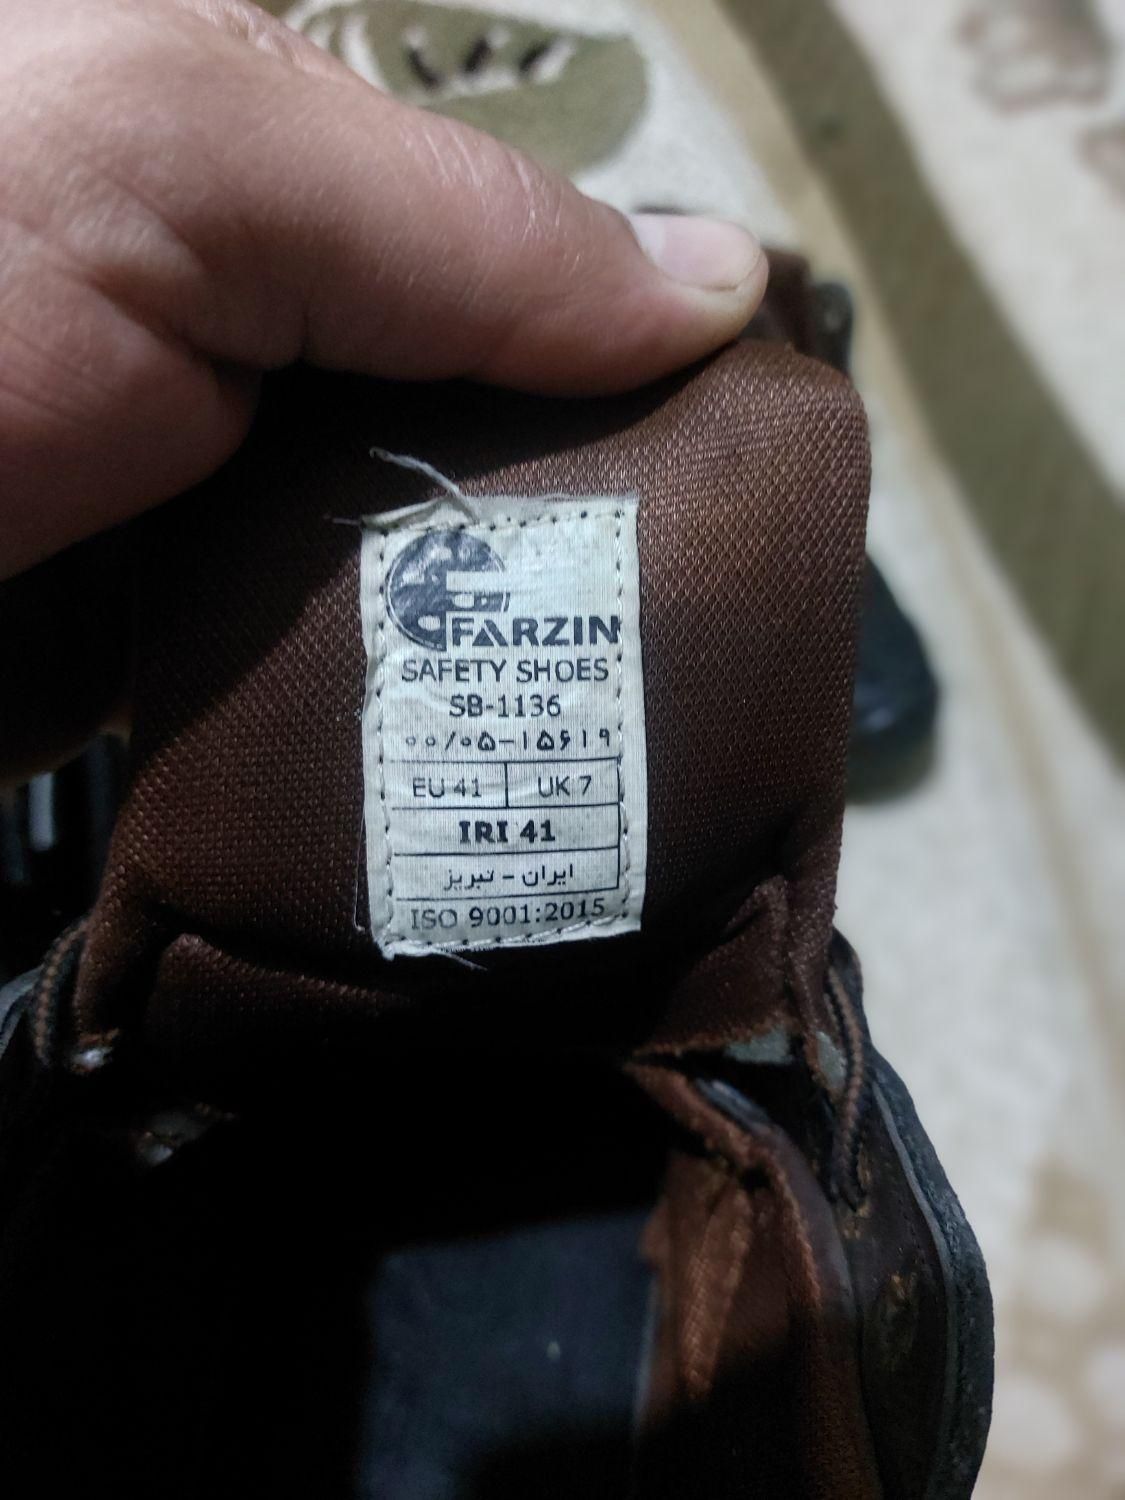 FARZIN
SAFETY SHOES
SB-1136
۰۰/۰۵-۱۵۶۱۹
EU 41 UK 7
IRI 41
ایران - تبریز
ISO 9001:2015